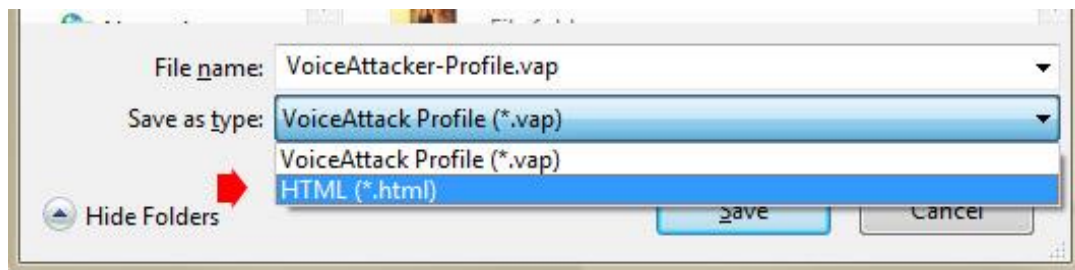 File name: VoiceAttacker-Profile.vap
Save as type: VoiceAttack Profile (*.vap)
VoiceAttack Profile (*.vap)
HTML (*.html)
Hide Folders
Save Cancel